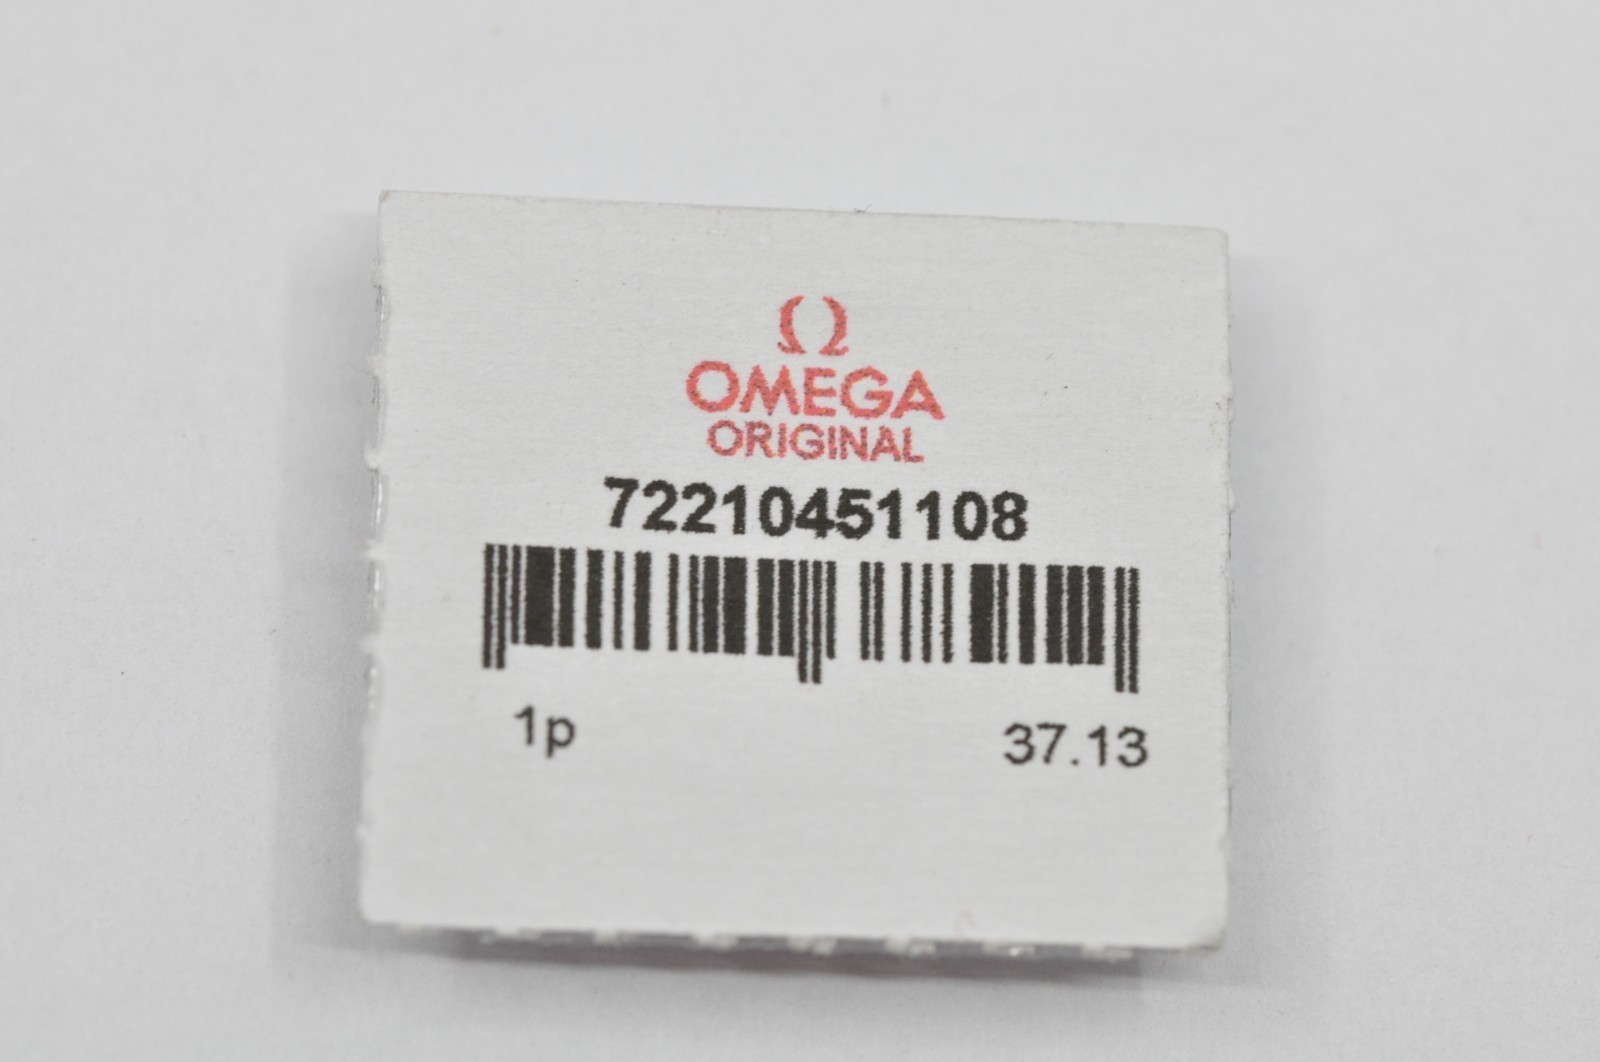 Ω
OMEGA
ORIGINAL
72210451108
1p 37.13